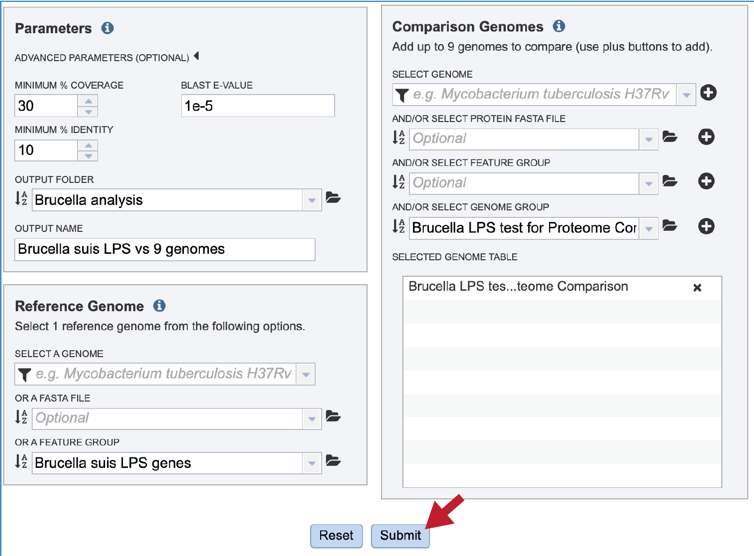 Parameters
ADVANCED PARAMETERS (OPTIONAL)
MINIMUM % COVERAGE
BLAST E-VALUE
30
1e-5
MINIMUM % IDENTITY
10
OUTPUT FOLDER
Brucella analysis
OUTPUT NAME
Brucella suis LPS vs 9 genomes
Reference Genome
Select 1 reference genome from the following options.
SELECT A GENOME
e.g. Mycobacterium tuberculosis H37Rv
OR A FASTA FILE
Optional
OR A FEATURE GROUP
Brucella suis LPS genes
Comparison Genomes
Add up to 9 genomes to compare (use plus buttons to add).
SELECT GENOME
e.g. Mycobacterium tuberculosis H37Rv
AND/OR SELECT PROTEIN FASTA FILE
Optional
AND/OR SELECT FEATURE GROUP
Optional
AND/OR SELECT GENOME GROUP
Brucella LPS test for Proteome Cor
SELECTED GENOME TABLE
Brucella LPS tes...teome Comparison
Reset
Submit